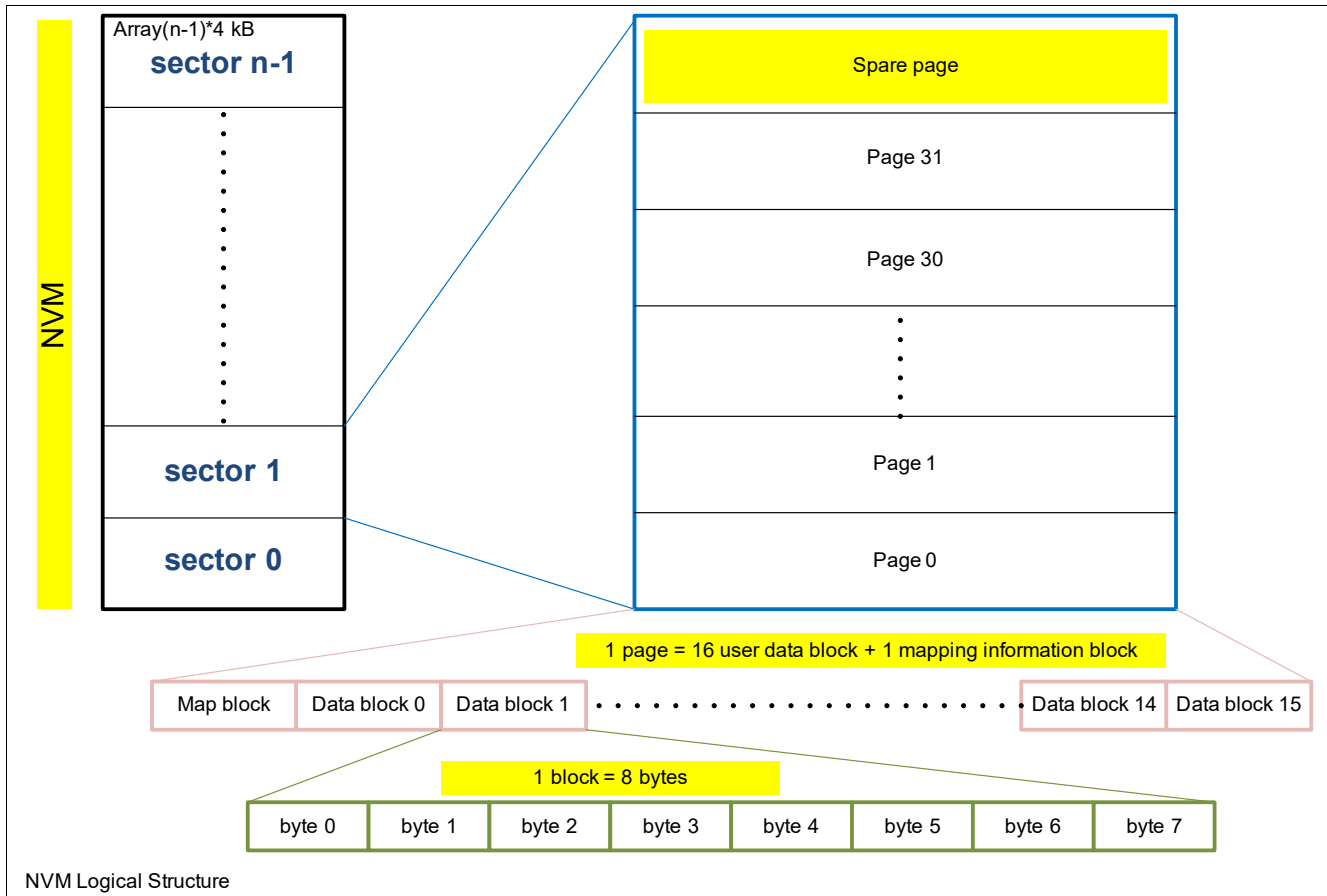 NVM
Array(n-1)*4 kB
sector n-1
sector 1
sector 0
Spare page
Page 31
Page 30
Page 1
Page 0
1 page = 16 user data block + 1 mapping information block
Map block
Data block 0
Data block 1
Data block 14
Data block 15
1 block = 8 bytes
byte 0
byte 1
byte 2
byte 3
byte 4
byte 5
byte 6
byte 7
NVM Logical Structure